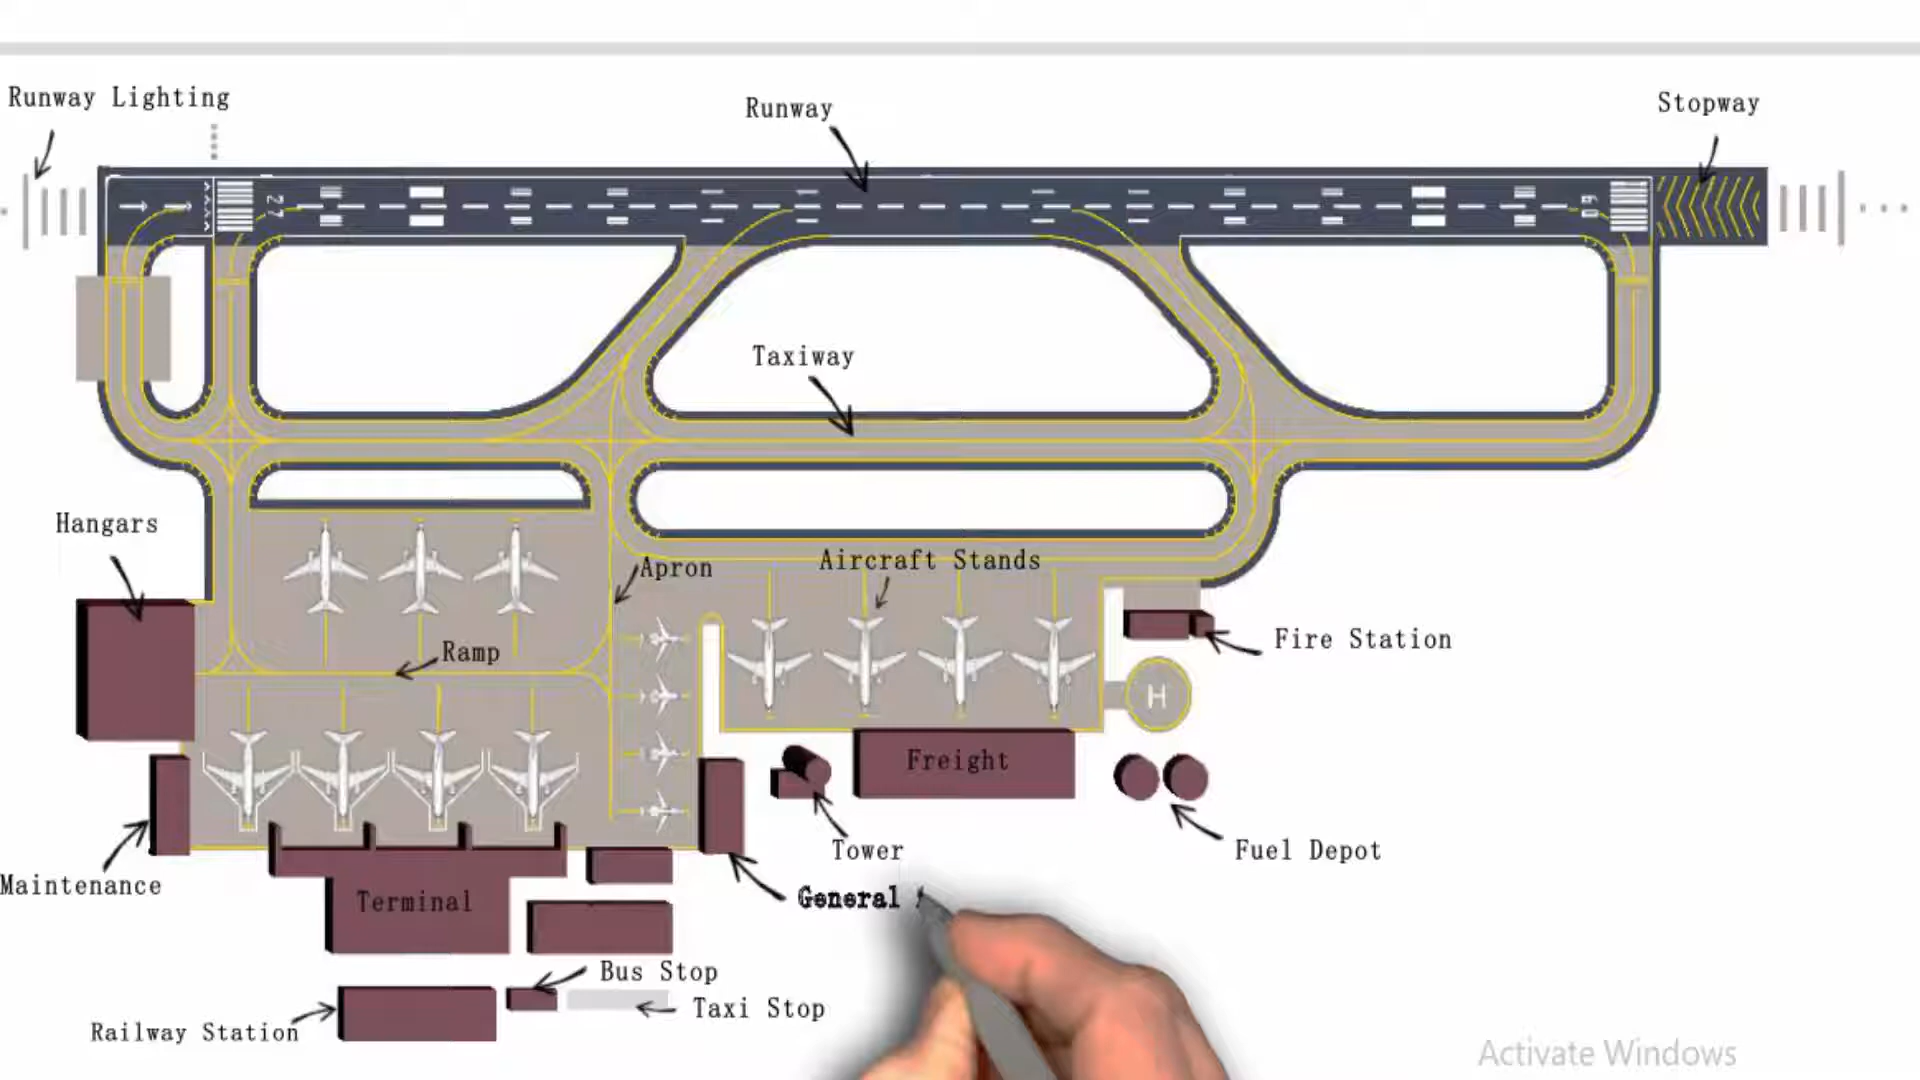 Runway Lighting
Runway
Stopway
27
09
Taxiway
Hangars
Apron
Aircraft Stands
Ramp
Fire Station
H
Freight
Tower
Fuel Depot
Maintenance
Terminal
General
Bus Stop
Taxi Stop
Railway Station
Activate Windows